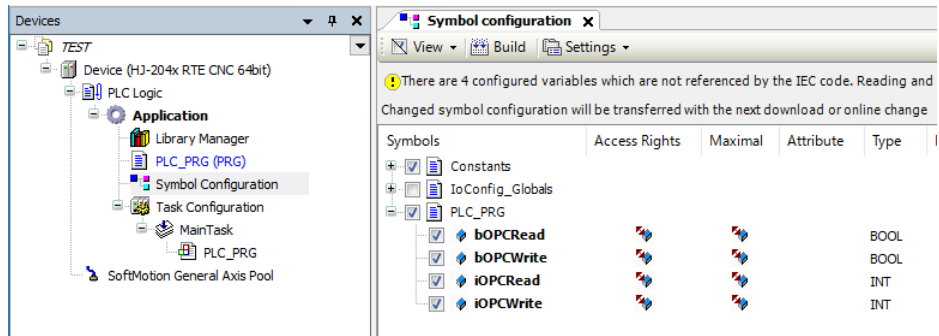 Devices
TEST
Device (HJ-204x RTE CNC 64bit)
PLC Logic
Application
Library Manager
PLC_PRG (PRG)
Symbol Configuration
Task Configuration
MainTask
PLC_PRG
SoftMotion General Axis Pool
Symbol configuration
View Build Settings
There are 4 configured variables which are not referenced by the IEC code. Reading and
Changed symbol configuration will be transferred with the next download or online change
Symbols Access Rights Maximal Attribute Type
Constants
IoConfig_Globals
PLC_PRG
bOPCRead BOOL
bOPCWrite BOOL
iOPCRead INT
iOPCWrite INT